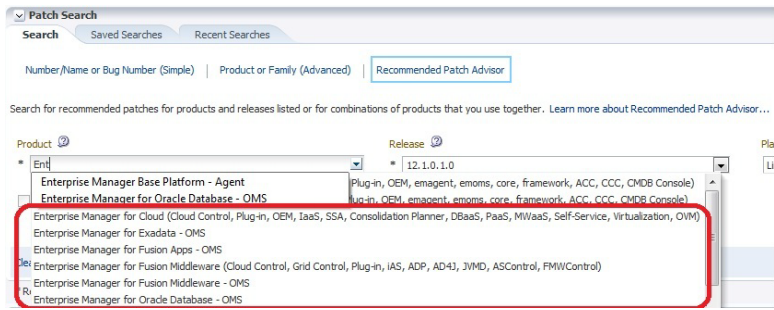 Patch Search
Search Saved Searches Recent Searches
Number/Name or Bug Number (Simple) | Product or Family (Advanced) | Recommended Patch Advisor
Search for recommended patches for products and releases listed or for combinations of products that you use together. Learn more about Recommended Patch Advisor...
Product Release Pla
* Ent * 12.1.0.1.0 Li
Enterprise Manager Base Platform - Agent Plug-in, OEM, emagent, emoms, core, framework, ACC, CCC, CMDB Console)
Enterprise Manager for Oracle Database - OMS lug-in, OEM, emagent, emoms, core, framework, ACC, CCC, CMDB Console)
Enterprise Manager for Cloud (Cloud Control, Plug-in, OEM, IaaS, SSA, Consolidation Planner, DBaaS, PaaS, MWaaS, Self-Service, Virtualization, OVM)
Enterprise Manager for Exadata - OMS
Enterprise Manager for Fusion Apps - OMS
Enterprise Manager for Fusion Middleware (Cloud Control, Grid Control, Plug-in, iAS, ADP, AD4J, JVMD, ASControl, FMWControl)
Enterprise Manager for Fusion Middleware - OMS
Enterprise Manager for Oracle Database - OMS